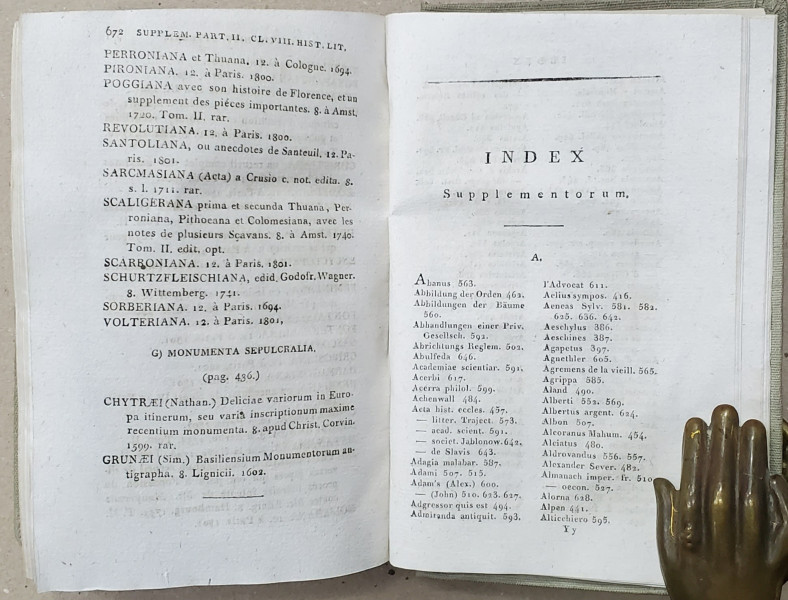 672 SUPPLEM. PART. II. CL. VIII. HIST. LIT.
PERRONIANA et Thuana. 12. à Cologne. 1694.
PIRONIANA. 12. à Paris. 1800.
POGGIANA avec son histoire de Florence, et un
supplement des piéces importantes. 8. à Amst.
1720. Tom. II. rar.
REVOLUTIANA. 12. à Paris. 1800.
SANTOLIANA, ou anecdotes de Santeuil. 12. Pa-
ris. 1801.
SARCMASIANA (Acta) a Crusio c. not. edita. 8.
s. l. 1711. rar.
SCALIGERANA prima et secunda Thuana, Per-
roniana, Pithoeana et Colomesiana, avec les
notes de plusieurs Sçavans. 8. à Amst. 1740.
Tom. II. edit. opt.
SCARRONIANA. 12. à Paris. 1801.
SCHURTZFLEISCHIANA, edid. Godofr. Wagner.
8. Wittemberg. 1741.
SORBERIANA. 12. à Paris. 1694.
VOLTERIANA. 12. à Paris. 1801,
G) MONUMENTA SEPULCRALIA.
(pag. 436.)
CHYTRÆI (Nathan.) Deliciae variorum in Euro-
pa itinerum, seu varia inscriptionum maxime
recentium monumenta. 8. apud Christ. Corvin.
1599. rar.
GRUNÆI (Sim.) Basiliensium Monumentorum an-
tigrapha. 8. Lignicii. 1602.
INDEX
Supplementorum.
A.
Abanus 563.
Abbildung der Orden 462.
Abbildungen der Bäume
560.
Abhandlungen einer Priv.
Gesellsch. 592.
Abrichtungs Reglem. 502.
Abulfeda 646.
Academiae scientiar. 591.
Acerbi 617.
Acerra philol. 599.
Achenwall 484.
Acta hist. eccles. 457.
— litter. Traject. 573.
— acad. scient. 591.
— societ. Jablonow. 642.
— de Slavis 643.
Adagia malabar. 587.
Adami 507. 515.
Adam's (Alex.) 600.
— (John) 510. 623. 627.
Adgressor quis est 494.
Admiranda antiquit. 593.
l'Advocat 611.
Aelius sympos. 416.
Aeneas Sylv. 581. 582.
625. 636. 642.
Aeschylus 386.
Aeschines 387.
Agapetus 397.
Agnethler 605.
Agremens de la vieill. 565.
Agrippa 585.
Aland 490.
Alberti 552. 569.
Albertus argent. 624.
Albon 507.
Alcoranus Mahum. 454.
Alciatus 480.
Aldrovandus 556. 557.
Alexander Sever. 482.
Almanach imper. fr. 510
— oecon. 527.
Alorna 628.
Alpen 441.
Altichiero 595.
Y y